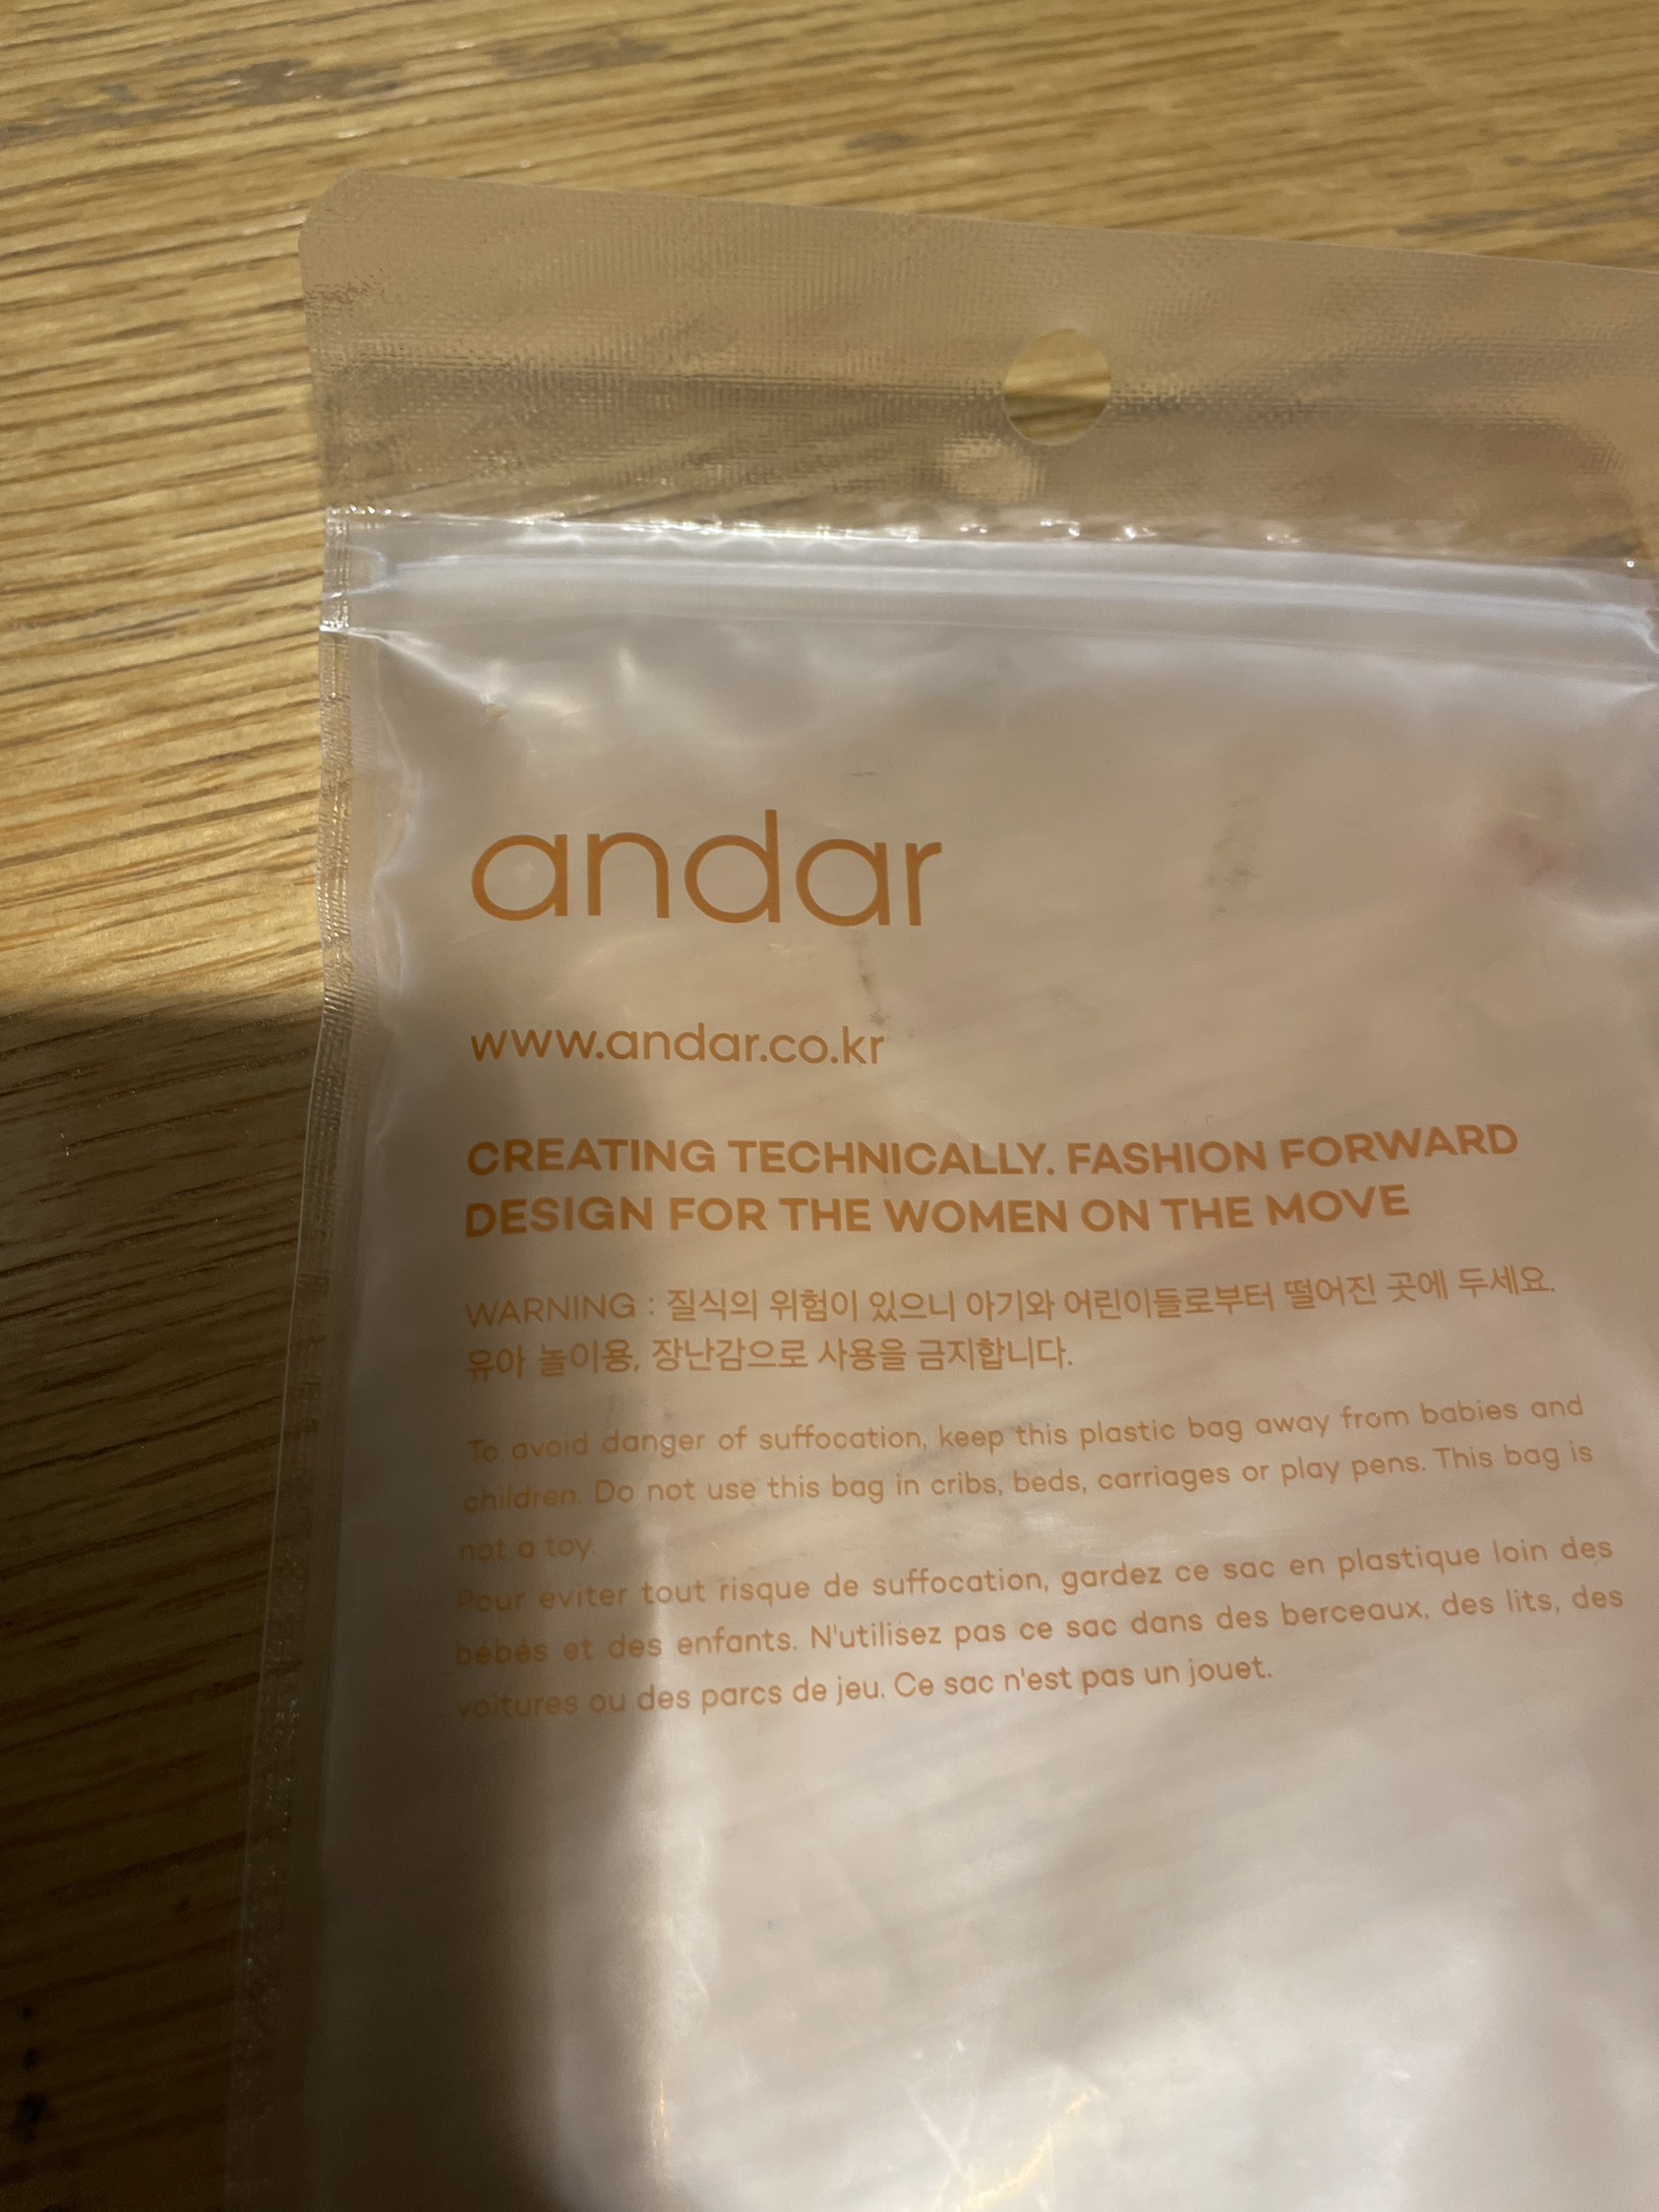 andar
www.andar.co.kr
CREATING TECHNICALLY. FASHION FORWARD
DESIGN FOR THE WOMEN ON THE MOVE
WARNING : 질식의 위험이 있으니 아기와 어린이들로부터 떨어진 곳에 두세요.
유아 놀이용, 장난감으로 사용을 금지합니다.
To avoid danger of suffocation, keep this plastic bag away from babies and
children. Do not use this bag in cribs, beds, carriages or play pens. This bag is
not a toy.
Pour éviter tout risque de suffocation, gardez ce sac en plastique loin des
bébés et des enfants. N'utilisez pas ce sac dans des berceaux, des lits, des
voitures ou des parcs de jeu. Ce sac n'est pas un jouet.